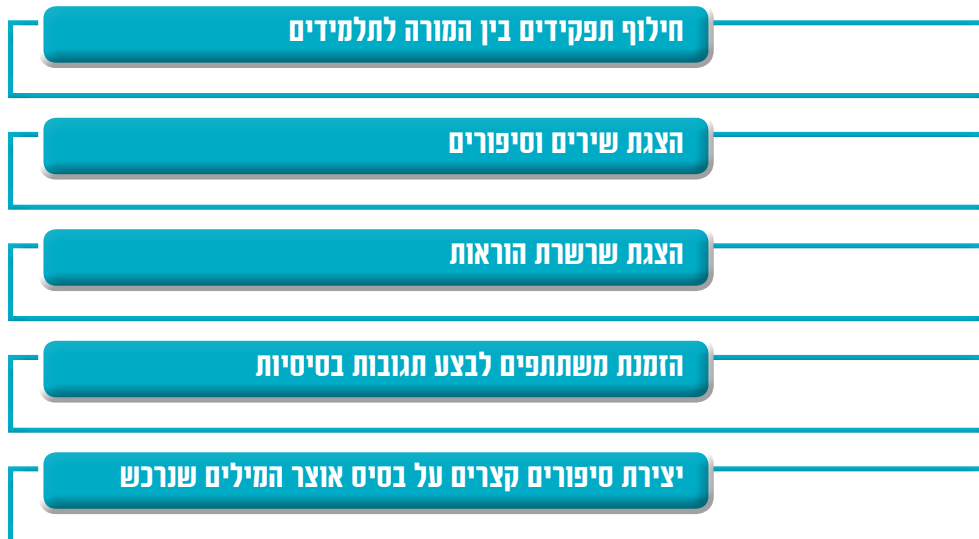 חילוף תפקידים בין המורה לתלמידים
הצגת שירים וסיפורים
הצגת שרשרת הוראות
הזמנת משתתפים לבצע תגובות בסיסיות
יצירת סיפורים קצרים על בסיס אוצר המילים שנרכש